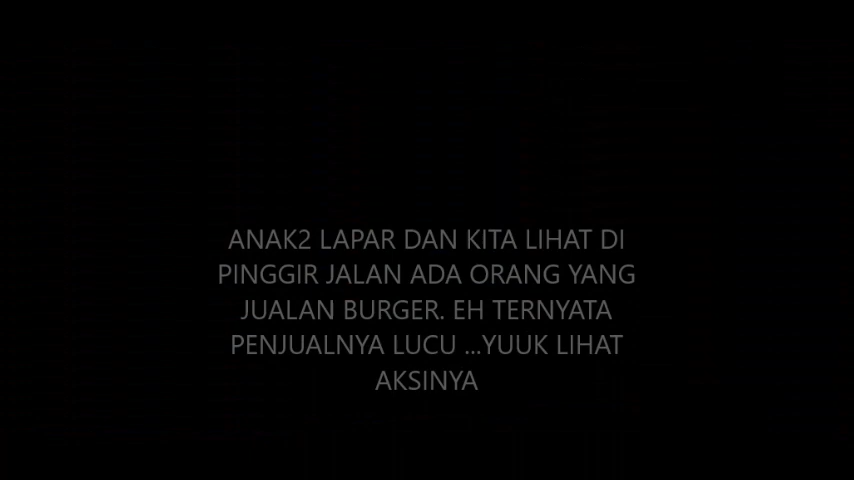 ANAK2 LAPAR DAN KITA LIHAT DI
PINGGIR JALAN ADA ORANG YANG
JUALAN BURGER. EH TERNYATA
PENJUALNYA LUCU ...YUUK LIHAT
AKSINYA